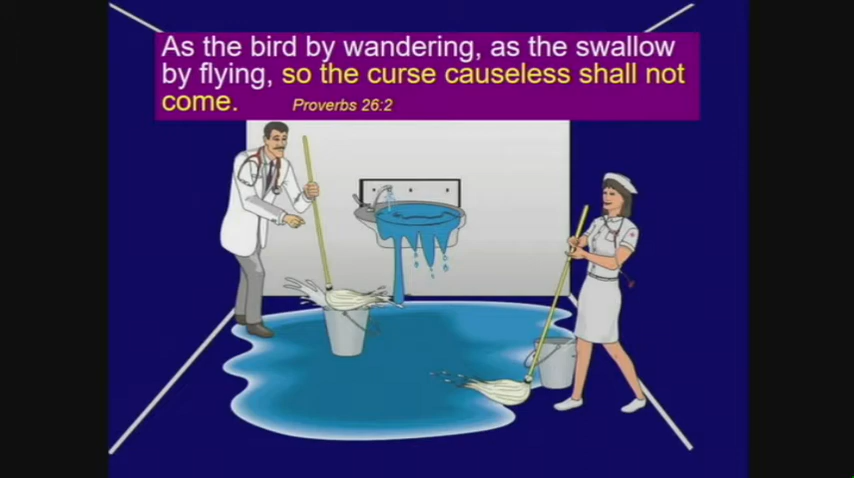 As the bird by wandering, as the swallow
by flying, so the curse causeless shall not
come. Proverbs 26:2